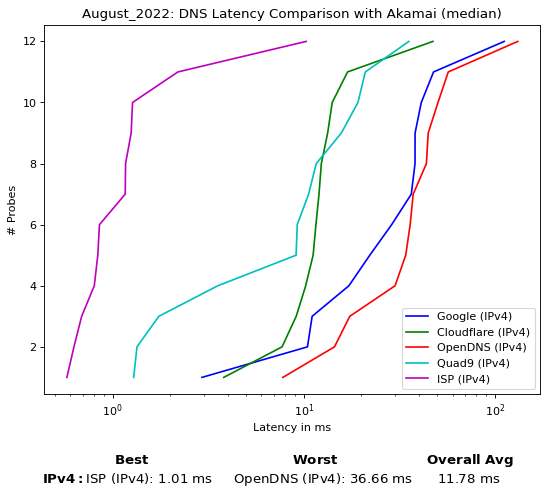 August_2022: DNS Latency Comparison with Akamai (median)
12
10
8
6
4
2
# Probes
Google (IPv4)
Cloudflare (IPv4)
OpenDNS (IPv4)
Quad9 (IPv4)
ISP (IPv4)
10⁰ 10¹ 10²
Latency in ms
Best Worst Overall Avg
IPv4: ISP (IPv4): 1.01 ms OpenDNS (IPv4): 36.66 ms 11.78 ms